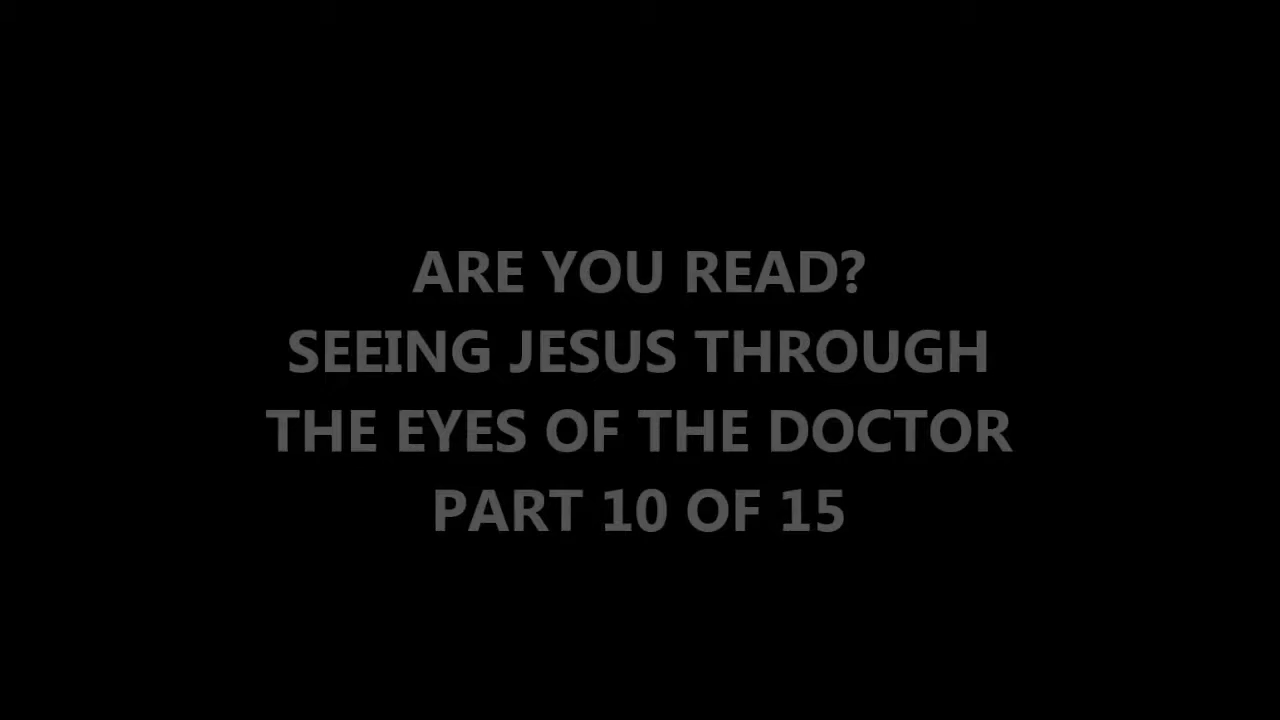 ARE YOU READ?
SEEING JESUS THROUGH
THE EYES OF THE DOCTOR
PART 10 OF 15